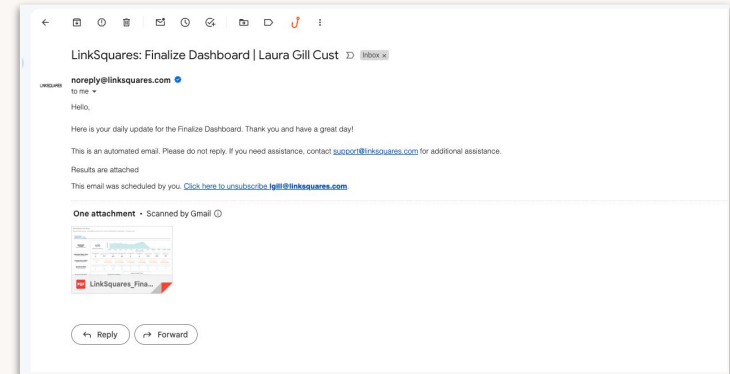 LinkSquares: Finalize Dashboard | Laura Gill Cust Inbox x
LINKSQUARES
noreply@linksquares.com
to me
Hello,
Here is your daily update for the Finalize Dashboard. Thank you and have a great day!
This is an automated email. Please do not reply. If you need assistance, contact support@linksquares.com for additional assistance.
Results are attached
This email was scheduled by you. Click here to unsubscribe lgill@linksquares.com.
One attachment • Scanned by Gmail
PDF LinkSquares_Fina...
Reply Forward